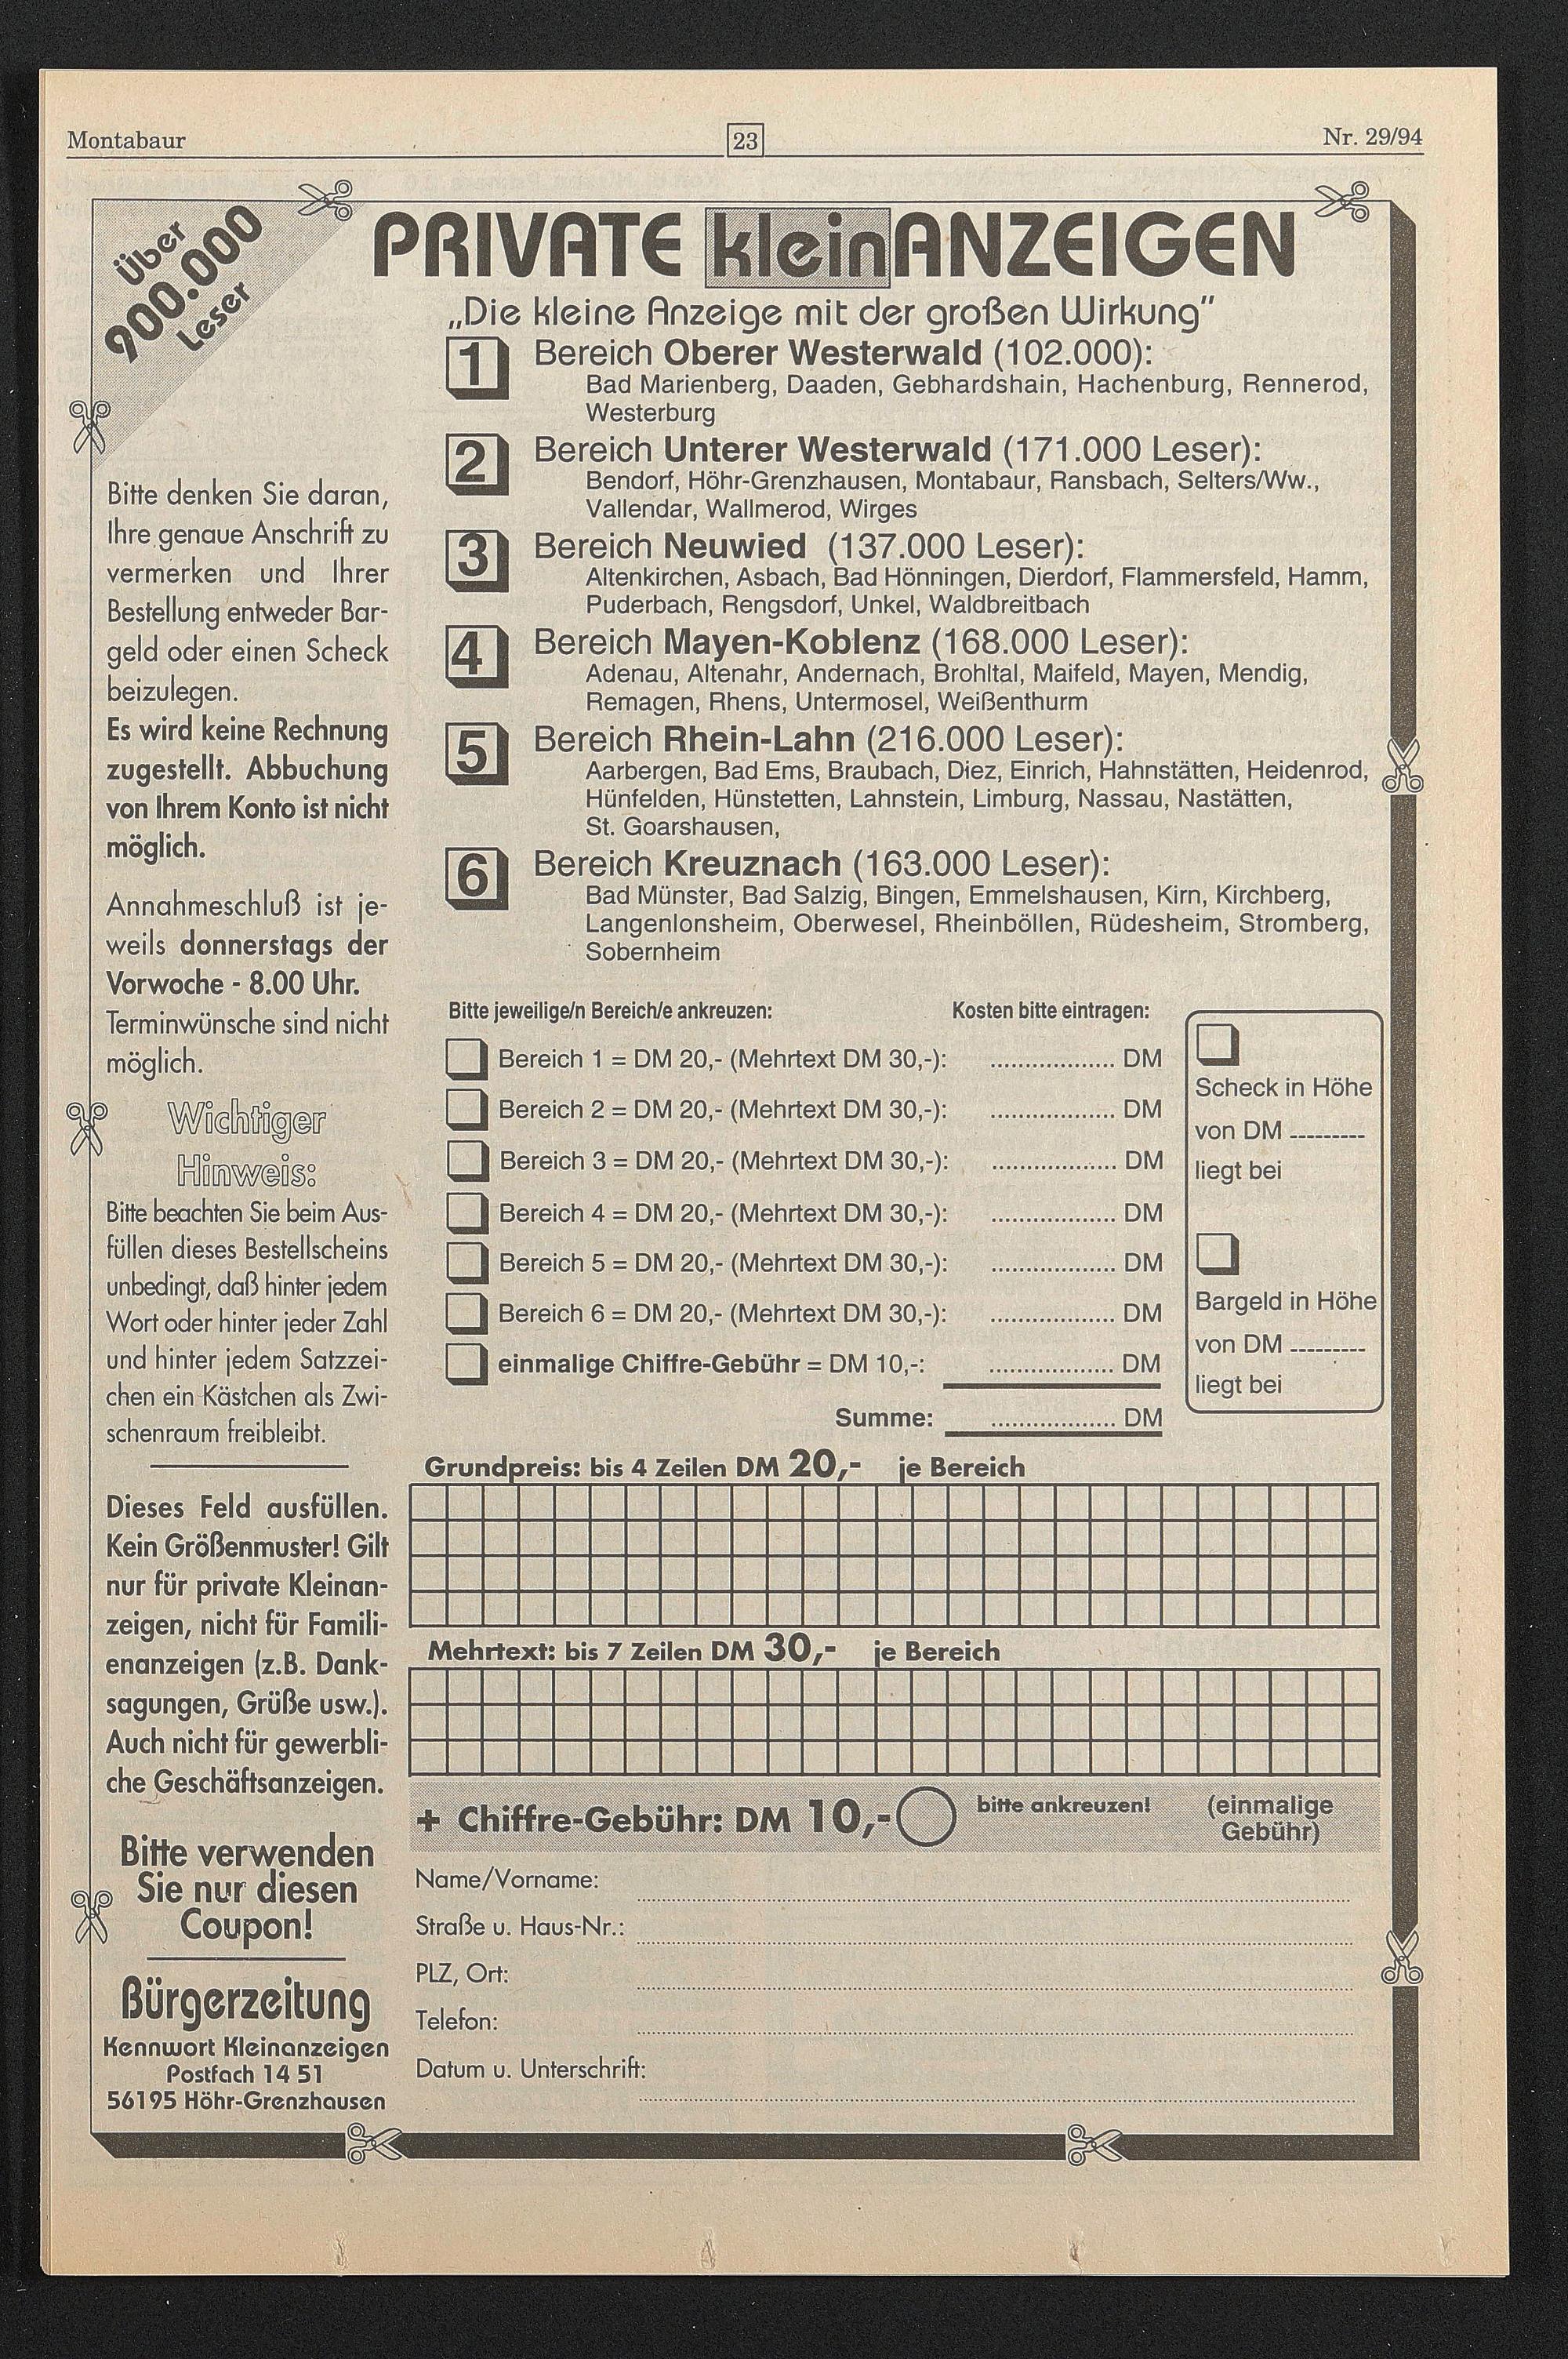 Montabaur
23
Nr. 29/94
Über
900.000
Leser
PRIVATE kleinANZEIGEN
„Die kleine Anzeige mit der großen Wirkung"
1 Bereich Oberer Westerwald (102.000):
Bad Marienberg, Daaden, Gebhardshain, Hachenburg, Rennerod,
Westerburg
2 Bereich Unterer Westerwald (171.000 Leser):
Bendorf, Höhr-Grenzhausen, Montabaur, Ransbach, Selters/Ww.,
Vallendar, Wallmerod, Wirges
3 Bereich Neuwied (137.000 Leser):
Altenkirchen, Asbach, Bad Hönningen, Dierdorf, Flammersfeld, Hamm,
Puderbach, Rengsdorf, Unkel, Waldbreitbach
4 Bereich Mayen-Koblenz (168.000 Leser):
Adenau, Altenahr, Andernach, Brohltal, Maifeld, Mayen, Mendig,
Remagen, Rhens, Untermosel, Weißenthurm
5 Bereich Rhein-Lahn (216.000 Leser):
Aarbergen, Bad Ems, Braubach, Diez, Einrich, Hahnstätten, Heidenrod,
Hünfelden, Hünstetten, Lahnstein, Limburg, Nassau, Nastätten,
St. Goarshausen,
6 Bereich Kreuznach (163.000 Leser):
Bad Münster, Bad Salzig, Bingen, Emmelshausen, Kirn, Kirchberg,
Langenlonsheim, Oberwesel, Rheinböllen, Rüdesheim, Stromberg,
Sobernheim
Bitte denken Sie daran,
Ihre genaue Anschrift zu
vermerken und Ihrer
Bestellung entweder Bar-
geld oder einen Scheck
beizulegen.
Es wird keine Rechnung
zugestellt. Abbuchung
von Ihrem Konto ist nicht
möglich.
Annahmeschluß ist je-
weils donnerstags der
Vorwoche - 8.00 Uhr.
Terminwünsche sind nicht
möglich.
Wichtiger
Hinweis:
Bitte beachten Sie beim Aus-
füllen dieses Bestellscheins
unbedingt, daß hinter jedem
Wort oder hinter jeder Zahl
und hinter jedem Satzzei-
chen ein Kästchen als Zwi-
schenraum freibleibt.
Dieses Feld ausfüllen.
Kein Größenmuster! Gilt
nur für private Kleinan-
zeigen, nicht für Famili-
enanzeigen (z.B. Dank-
sagungen, Grüße usw.).
Auch nicht für gewerbli-
che Geschäftsanzeigen.
Bitte verwenden
Sie nur diesen
Coupon!
Bürgerzeitung
Kennwort Kleinanzeigen
Postfach 14 51
56195 Höhr-Grenzhausen
Bitte jeweilige/n Bereich/e ankreuzen: Kosten bitte eintragen:
Bereich 1 = DM 20,- (Mehrtext DM 30,-): .................. DM
Bereich 2 = DM 20,- (Mehrtext DM 30,-): .................. DM
Bereich 3 = DM 20,- (Mehrtext DM 30,-): .................. DM
Bereich 4 = DM 20,- (Mehrtext DM 30,-): .................. DM
Bereich 5 = DM 20,- (Mehrtext DM 30,-): .................. DM
Bereich 6 = DM 20,- (Mehrtext DM 30,-): .................. DM
einmalige Chiffre-Gebühr = DM 10,-: .................. DM
Summe: .................. DM
Scheck in Höhe
von DM ---------
liegt bei
Bargeld in Höhe
von DM ---------
liegt bei
Grundpreis: bis 4 Zeilen DM 20,- je Bereich
Mehrtext: bis 7 Zeilen DM 30,- je Bereich
+ Chiffre-Gebühr: DM 10,- bitte ankreuzen! (einmalige
Gebühr)
Name/Vorname:
Straße u. Haus-Nr.:
PLZ, Ort:
Telefon:
Datum u. Unterschrift: